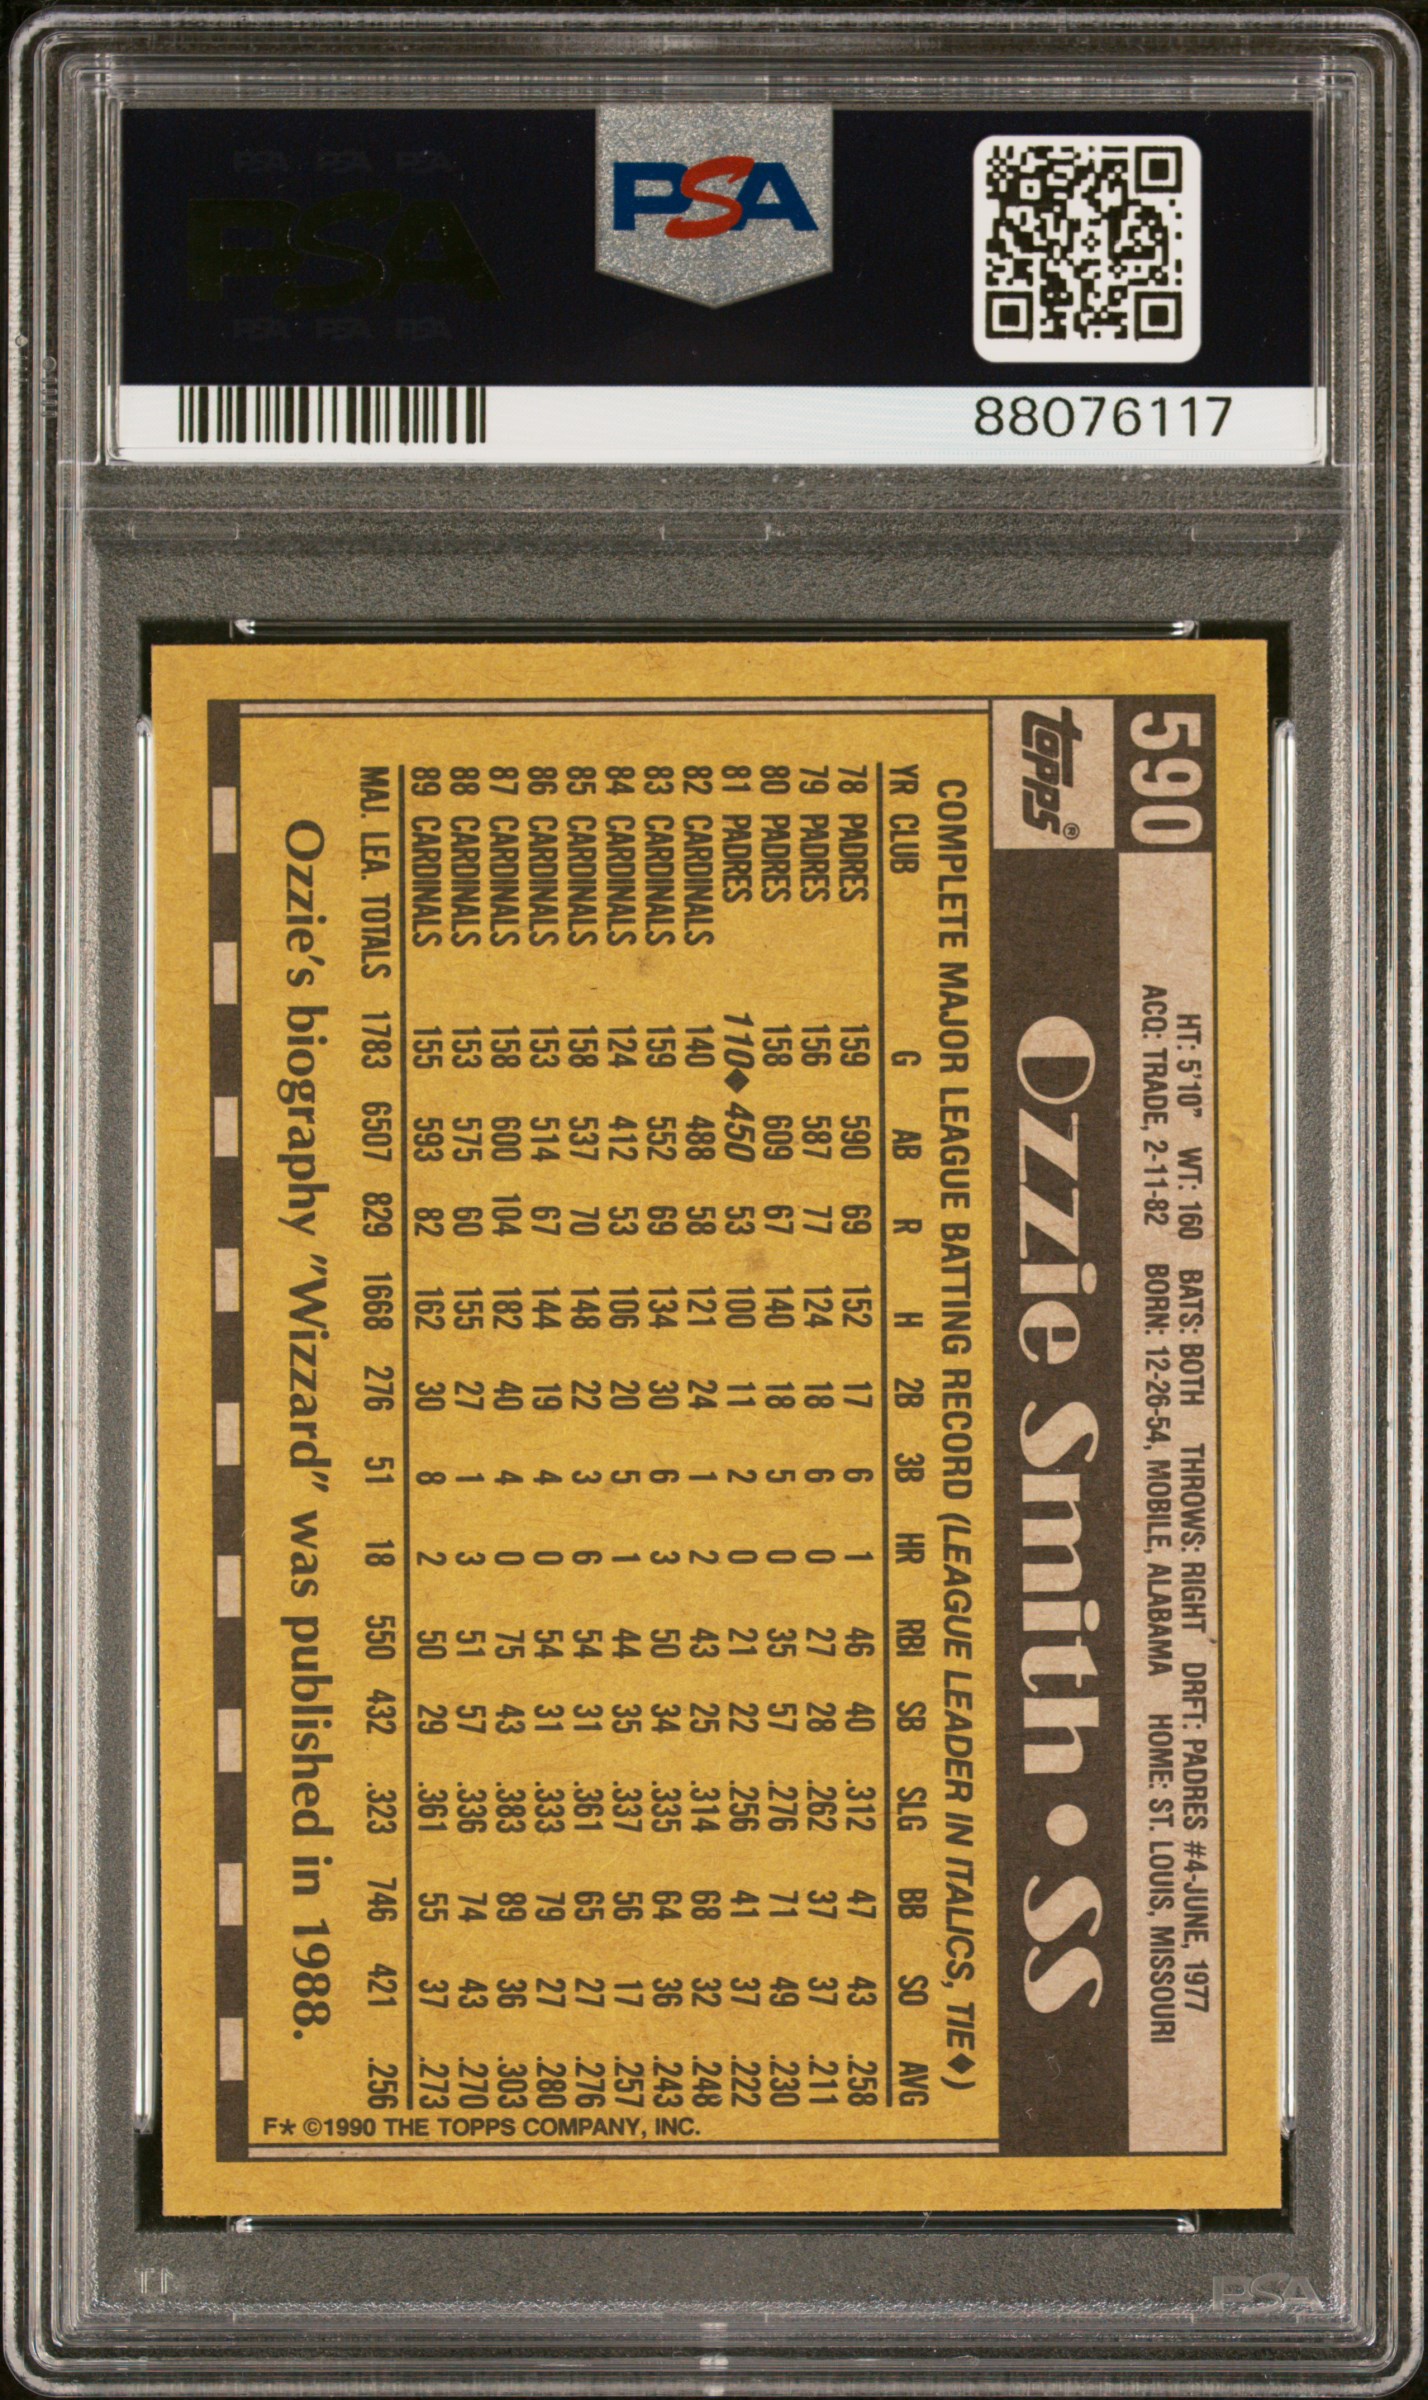 PSA PSA PSA
PSA
PSA PSA PSA
PSA
88076117
590
HT: 5'10" WT: 160 BATS: BOTH THROWS: RIGHT DRFT: PADRES #4-JUNE, 1977
ACQ: TRADE, 2-11-82 BORN: 12-26-54, MOBILE, ALABAMA HOME: ST. LOUIS, MISSOURI
topps®
Ozzie Smith • SS
COMPLETE MAJOR LEAGUE BATTING RECORD (LEAGUE LEADER IN ITALICS, TIE◆)
YR CLUB G AB R H 2B 3B HR RBI SB SLG BB SO AVG
78 PADRES 159 590 69 152 17 6 1 46 40 .312 47 43 .258
79 PADRES 156 587 77 124 18 6 0 27 28 .262 37 37 .211
80 PADRES 158 609 67 140 18 5 0 35 57 .276 71 49 .230
81 PADRES 110◆ 450 53 100 11 2 0 21 22 .256 41 37 .222
82 CARDINALS 140 488 58 121 24 1 2 43 25 .314 68 32 .248
83 CARDINALS 159 552 69 134 30 6 3 50 34 .335 64 36 .243
84 CARDINALS 124 412 53 106 20 5 1 44 35 .337 56 17 .257
85 CARDINALS 158 537 70 148 22 3 6 54 31 .361 65 27 .276
86 CARDINALS 153 514 67 144 19 4 0 54 31 .333 79 27 .280
87 CARDINALS 158 600 104 182 40 4 0 75 43 .383 89 36 .303
88 CARDINALS 153 575 60 155 27 1 3 51 57 .336 74 43 .270
89 CARDINALS 155 593 82 162 30 8 2 50 29 .361 55 37 .273
MAJ. LEA. TOTALS 1783 6507 829 1668 276 51 18 550 432 .323 746 421 .256
Ozzie's biography "Wizzard" was published in 1988.
F* ©1990 THE TOPPS COMPANY, INC.
PSA